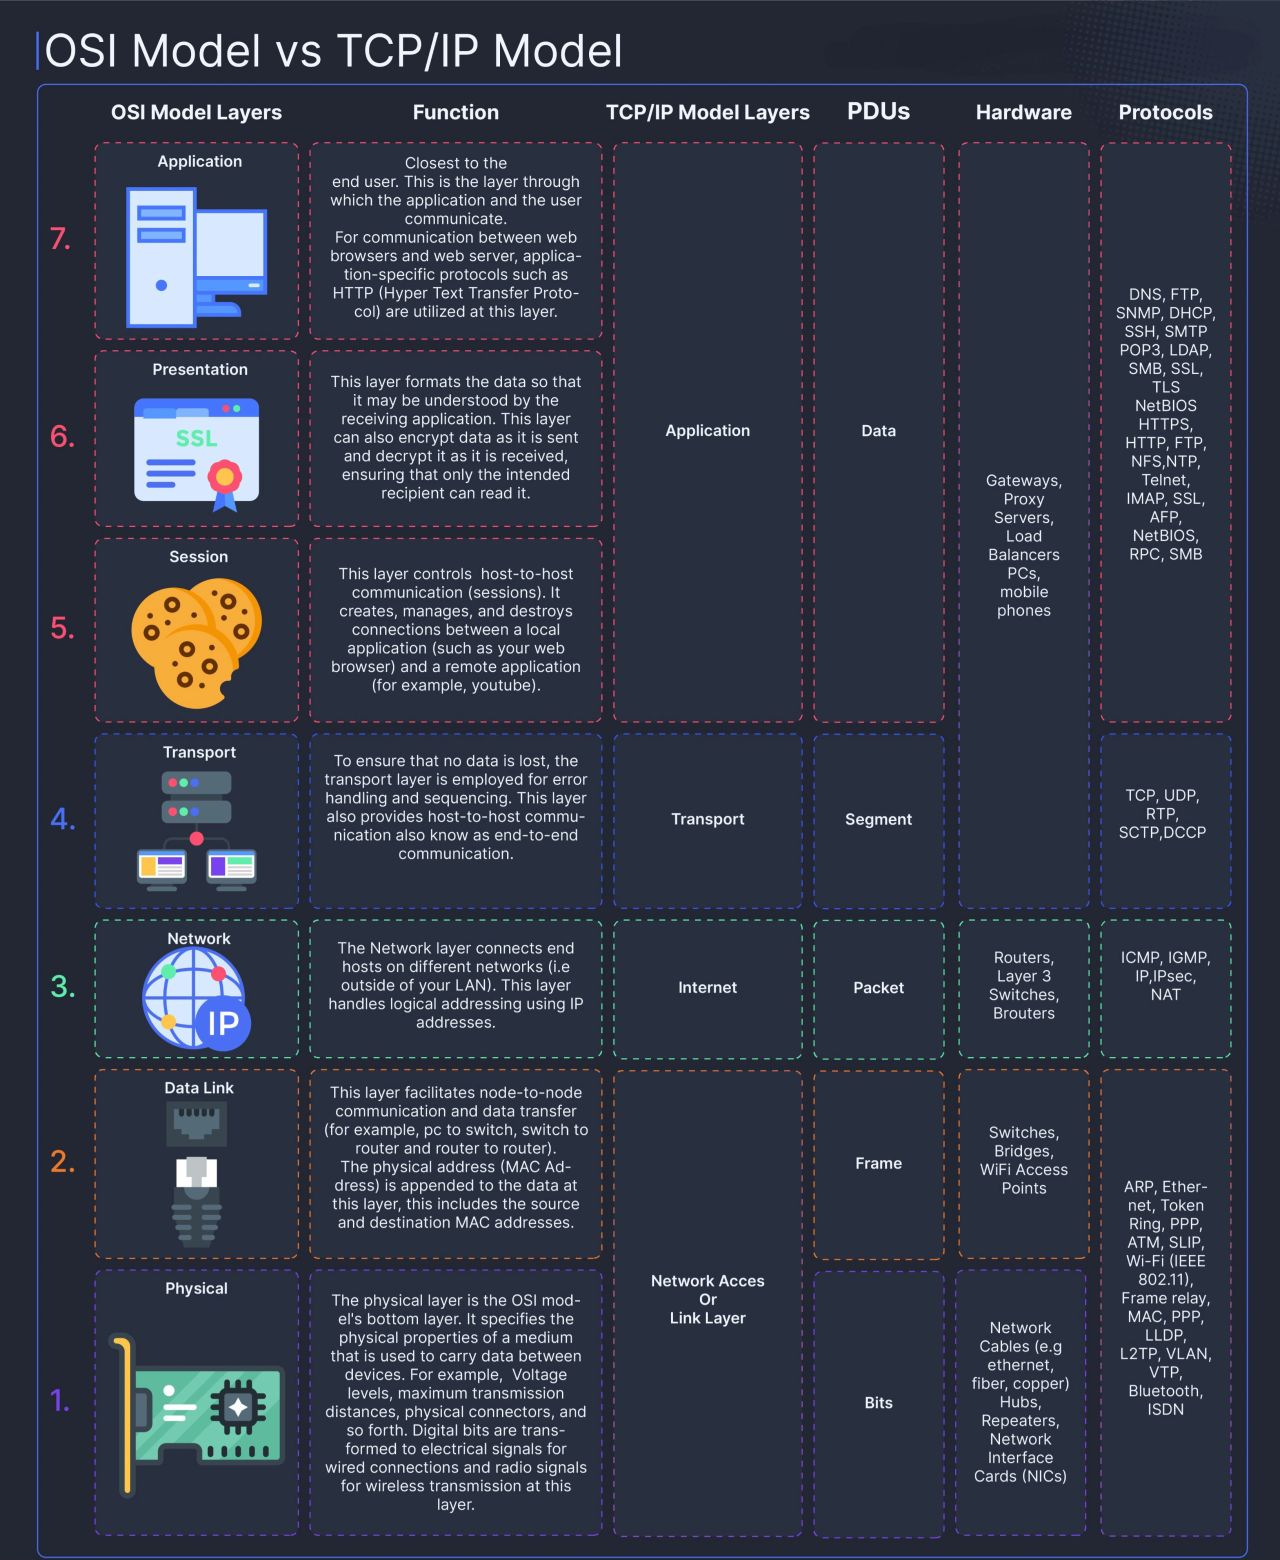 OSI Model vs TCP/IP Model
OSI Model Layers
Function
TCP/IP Model Layers
PDUs
Hardware
Protocols
7.
Application
Closest to the
end user. This is the layer through
which the application and the user
communicate.
For communication between web
browsers and web server, applica-
tion-specific protocols such as
HTTP (Hyper Text Transfer Proto-
col) are utilized at this layer.
6.
Presentation
SSL
This layer formats the data so that
it may be understood by the
receiving application. This layer
can also encrypt data as it is sent
and decrypt it as it is received,
ensuring that only the intended
recipient can read it.
5.
Session
This layer controls  host-to-host
communication (sessions). It
creates, manages, and destroys
connections between a local
application (such as your web
browser) and a remote application
(for example, youtube).
Application
Data
Gateways,
Proxy
Servers,
Load
Balancers
PCs,
mobile
phones
DNS, FTP,
SNMP, DHCP,
SSH, SMTP
POP3, LDAP,
SMB, SSL,
TLS
NetBIOS
HTTPS,
HTTP, FTP,
NFS,NTP,
Telnet,
IMAP, SSL,
AFP,
NetBIOS,
RPC, SMB
4.
Transport
To ensure that no data is lost, the
transport layer is employed for error
handling and sequencing. This layer
also provides host-to-host commu-
nication also know as end-to-end
communication.
Transport
Segment
TCP, UDP,
RTP,
SCTP,DCCP
3.
Network
IP
The Network layer connects end
hosts on different networks (i.e
outside of your LAN). This layer
handles logical addressing using IP
addresses.
Internet
Packet
Routers,
Layer 3
Switches,
Brouters
ICMP, IGMP,
IP,IPsec,
NAT
2.
Data Link
This layer facilitates node-to-node
communication and data transfer
(for example, pc to switch, switch to
router and router to router).
The physical address (MAC Ad-
dress) is appended to the data at
this layer, this includes the source
and destination MAC addresses.
Frame
Switches,
Bridges,
WiFi Access
Points
1.
Physical
The physical layer is the OSI mod-
el's bottom layer. It specifies the
physical properties of a medium
that is used to carry data between
devices. For example,  Voltage
levels, maximum transmission
distances, physical connectors, and
so forth. Digital bits are trans-
formed to electrical signals for
wired connections and radio signals
for wireless transmission at this
layer.
Network Acces
Or
Link Layer
Bits
Network
Cables (e.g
ethernet,
fiber, copper)
Hubs,
Repeaters,
Network
Interface
Cards (NICs)
ARP, Ether-
net, Token
Ring, PPP,
ATM, SLIP,
Wi-Fi (IEEE
802.11),
Frame relay,
MAC, PPP,
LLDP,
L2TP, VLAN,
VTP,
Bluetooth,
ISDN